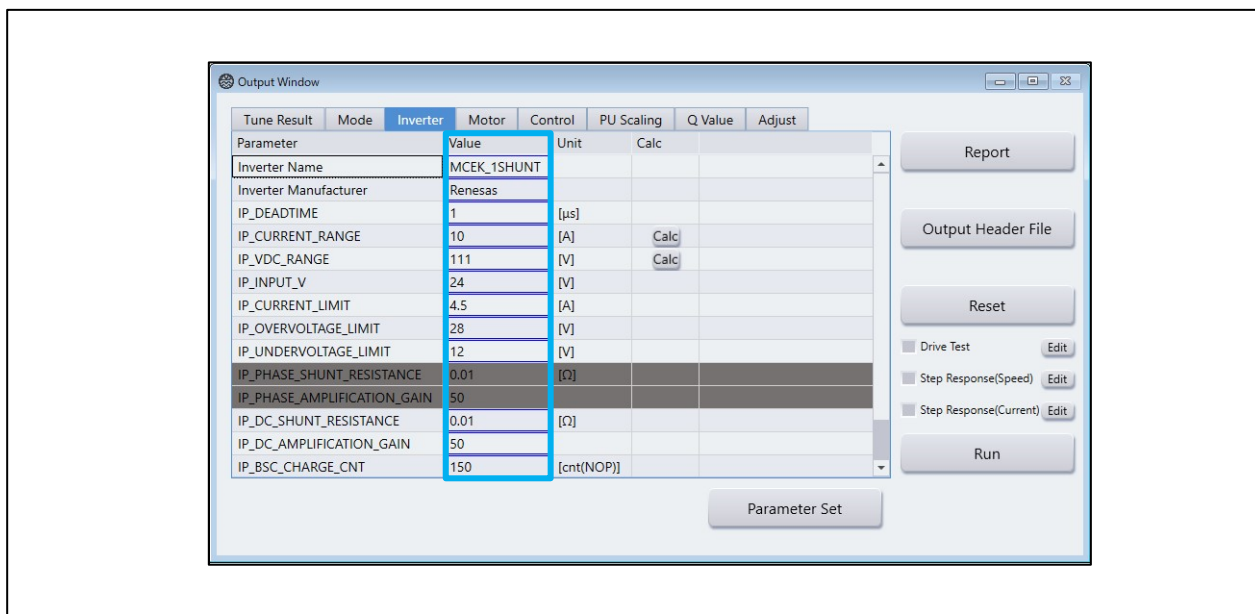 Output Window
Tune Result Mode Inverter Motor Control PU Scaling Q Value Adjust
Parameter Value Unit Calc
Inverter Name MCEK_1SHUNT
Inverter Manufacturer Renesas
IP_DEADTIME 1 [µs]
IP_CURRENT_RANGE 10 [A] Calc
IP_VDC_RANGE 111 [V] Calc
IP_INPUT_V 24 [V]
IP_CURRENT_LIMIT 4.5 [A]
IP_OVERVOLTAGE_LIMIT 28 [V]
IP_UNDERVOLTAGE_LIMIT 12 [V]
IP_PHASE_SHUNT_RESISTANCE 0.01 [Ω]
IP_PHASE_AMPLIFICATION_GAIN 50
IP_DC_SHUNT_RESISTANCE 0.01 [Ω]
IP_DC_AMPLIFICATION_GAIN 50
IP_BSC_CHARGE_CNT 150 [cnt(NOP)]
Report
Output Header File
Reset
Drive Test Edit
Step Response(Speed) Edit
Step Response(Current) Edit
Run
Parameter Set